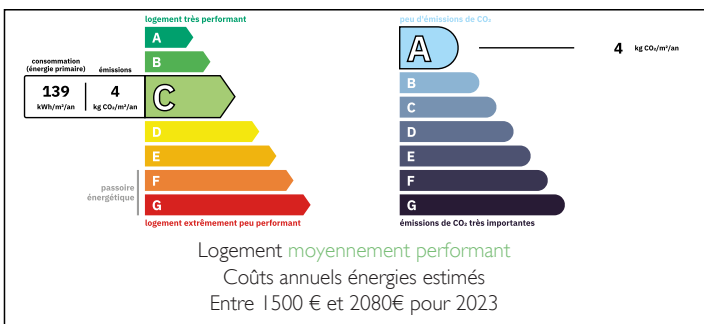 logement très performant
A
B
consommation
(énergie primaire)
émissions
139
kWh/m²/an
4
kg CO₂/m²/an
C
D
E
F
G
passoire
énergétique
logement extrêmement peu performant
peu d'émissions de CO₂
A
4 kg CO₂/m²/an
B
C
D
E
F
G
émissions de CO₂ très importantes
Logement moyennement performant
Coûts annuels énergies estimés
Entre 1500 € et 2080€ pour 2023